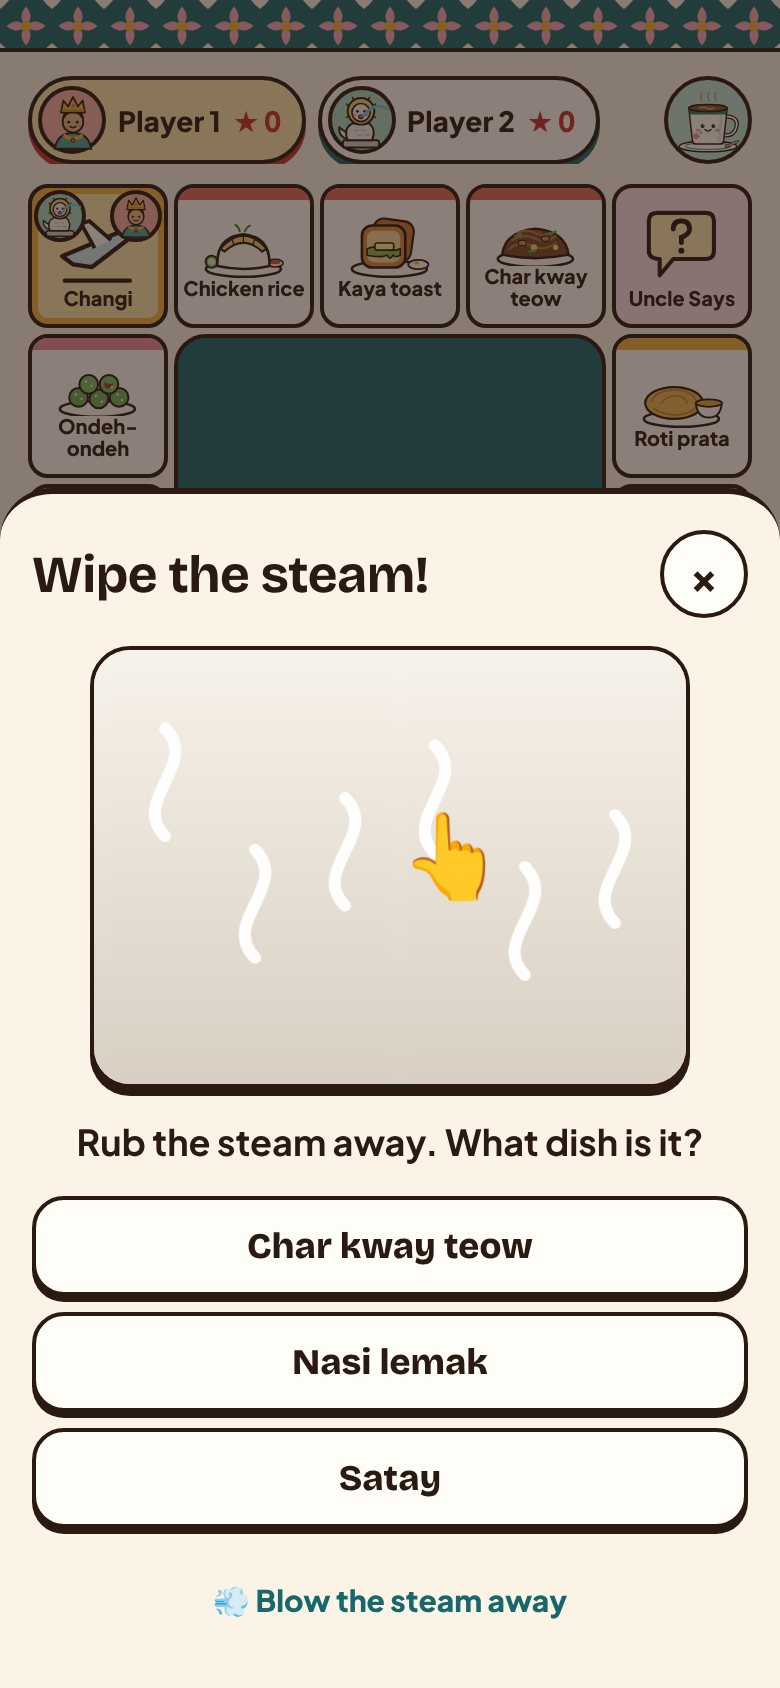 Player 1 ★ 0
Player 2 ★ 0
Changi
Chicken rice
Kaya toast
Char kway
teow
Uncle Says
Ondeh-
ondeh
Roti prata
Wipe the steam!
Rub the steam away. What dish is it?
Char kway teow
Nasi lemak
Satay
Blow the steam away